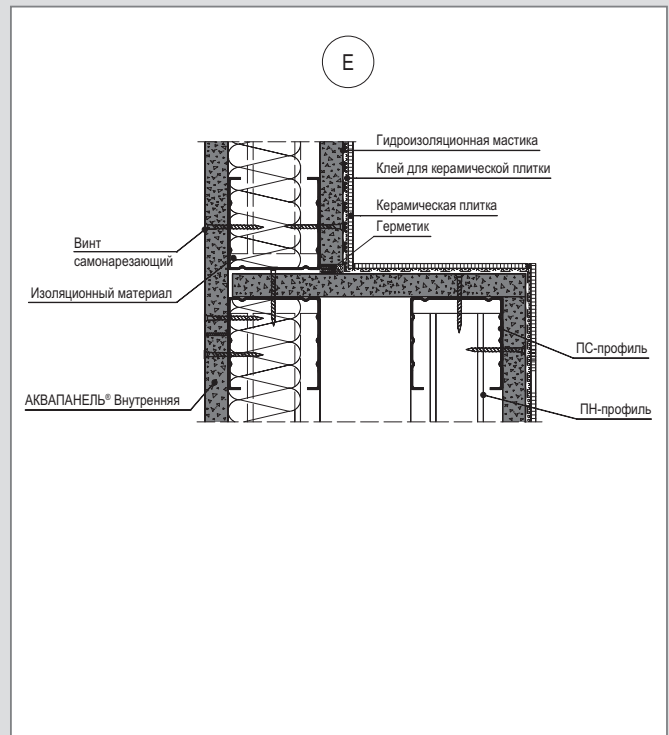 Е
Гидроизоляционная мастика
Клей для керамической плитки
Керамическая плитка
Герметик
Винт
самонарезающий
Изоляционный материал
ПС-профиль
АКВАПАНЕЛЬ® Внутренняя
ПН-профиль